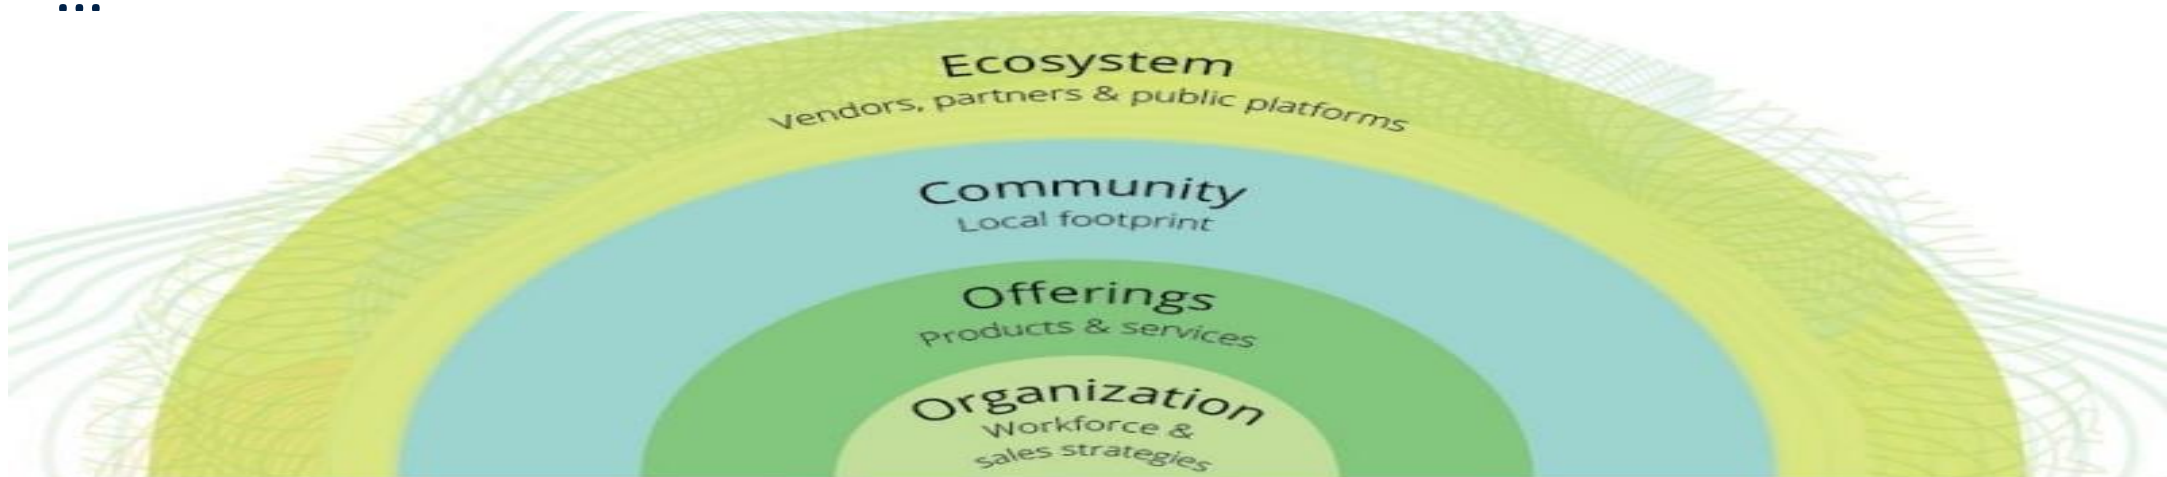 ...
Ecosystem
Vendors, partners & public platforms
Community
Local footprint
Offerings
Products & services
Organization
Workforce &
sales strategies